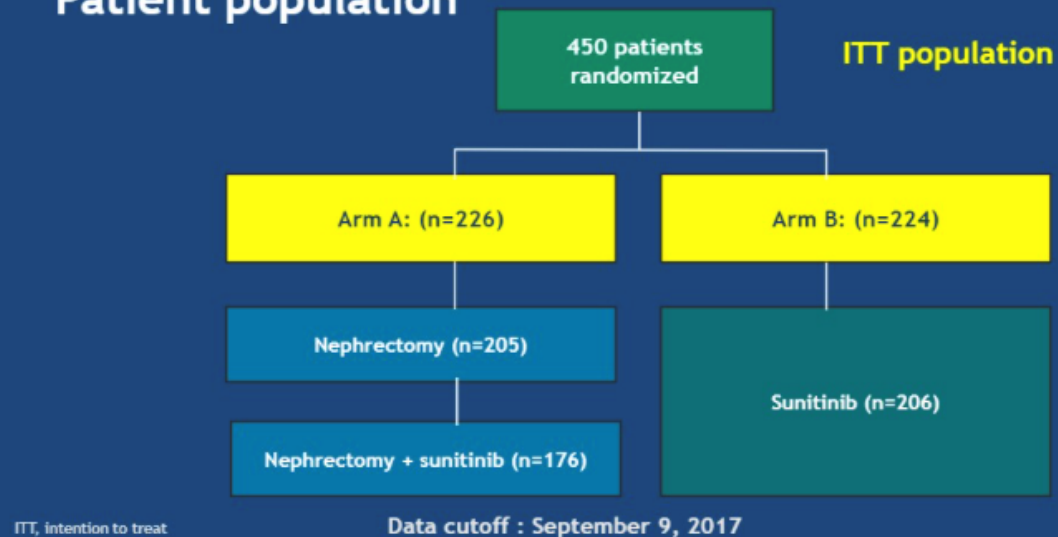 Patient population
450 patients
randomized
ITT population
Arm A: (n=226)
Arm B: (n=224)
Nephrectomy (n=205)
Sunitinib (n=206)
Nephrectomy + sunitinib (n=176)
ITT, intention to treat
Data cutoff : September 9, 2017